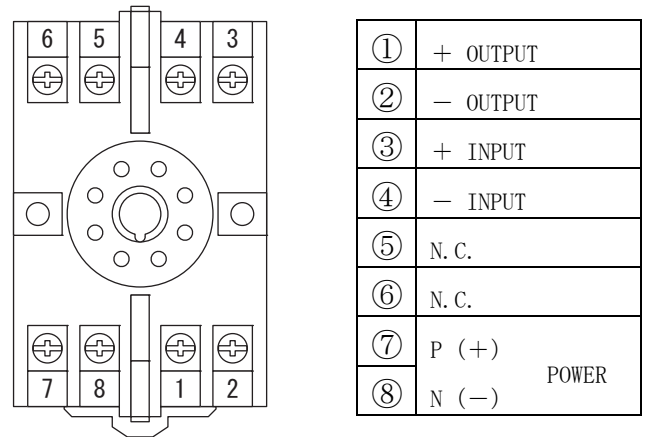 6 5 4 3
7 8 1 2
① + OUTPUT
② − OUTPUT
③ + INPUT
④ − INPUT
⑤ N.C.
⑥ N.C.
⑦ P (+)
POWER
⑧ N (−)